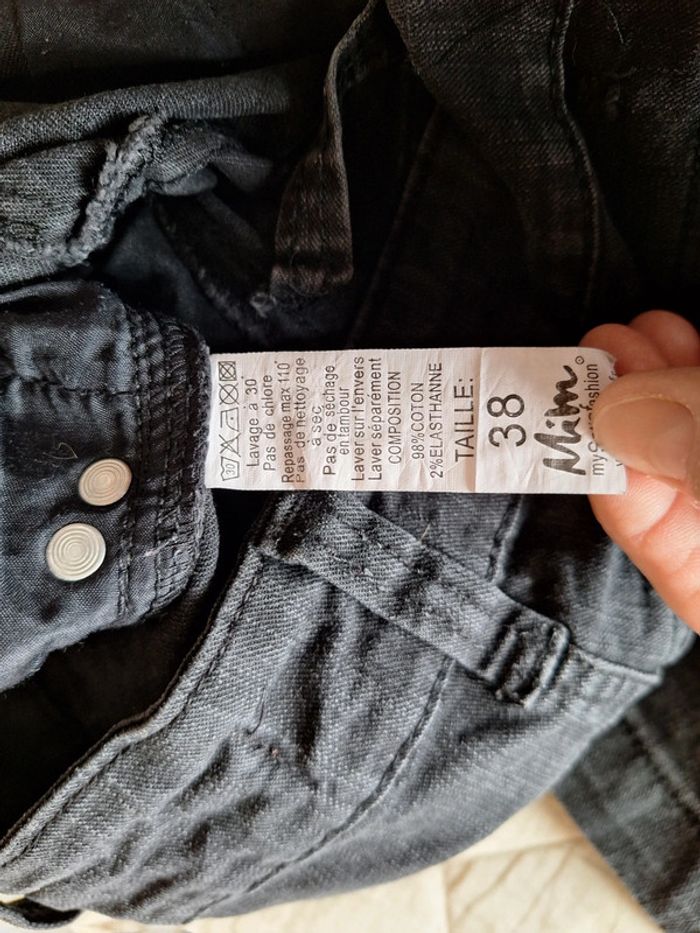 30
Lavage à 30°
Pas de chlore
Repassage max 110°
Pas de nettoyage
à sec
Pas de séchage
en tambour
Laver sur l'envers
Laver séparément
COMPOSITION
98%COTON
2%ELASTHANNE
TAILLE:
38
Mim
fashion